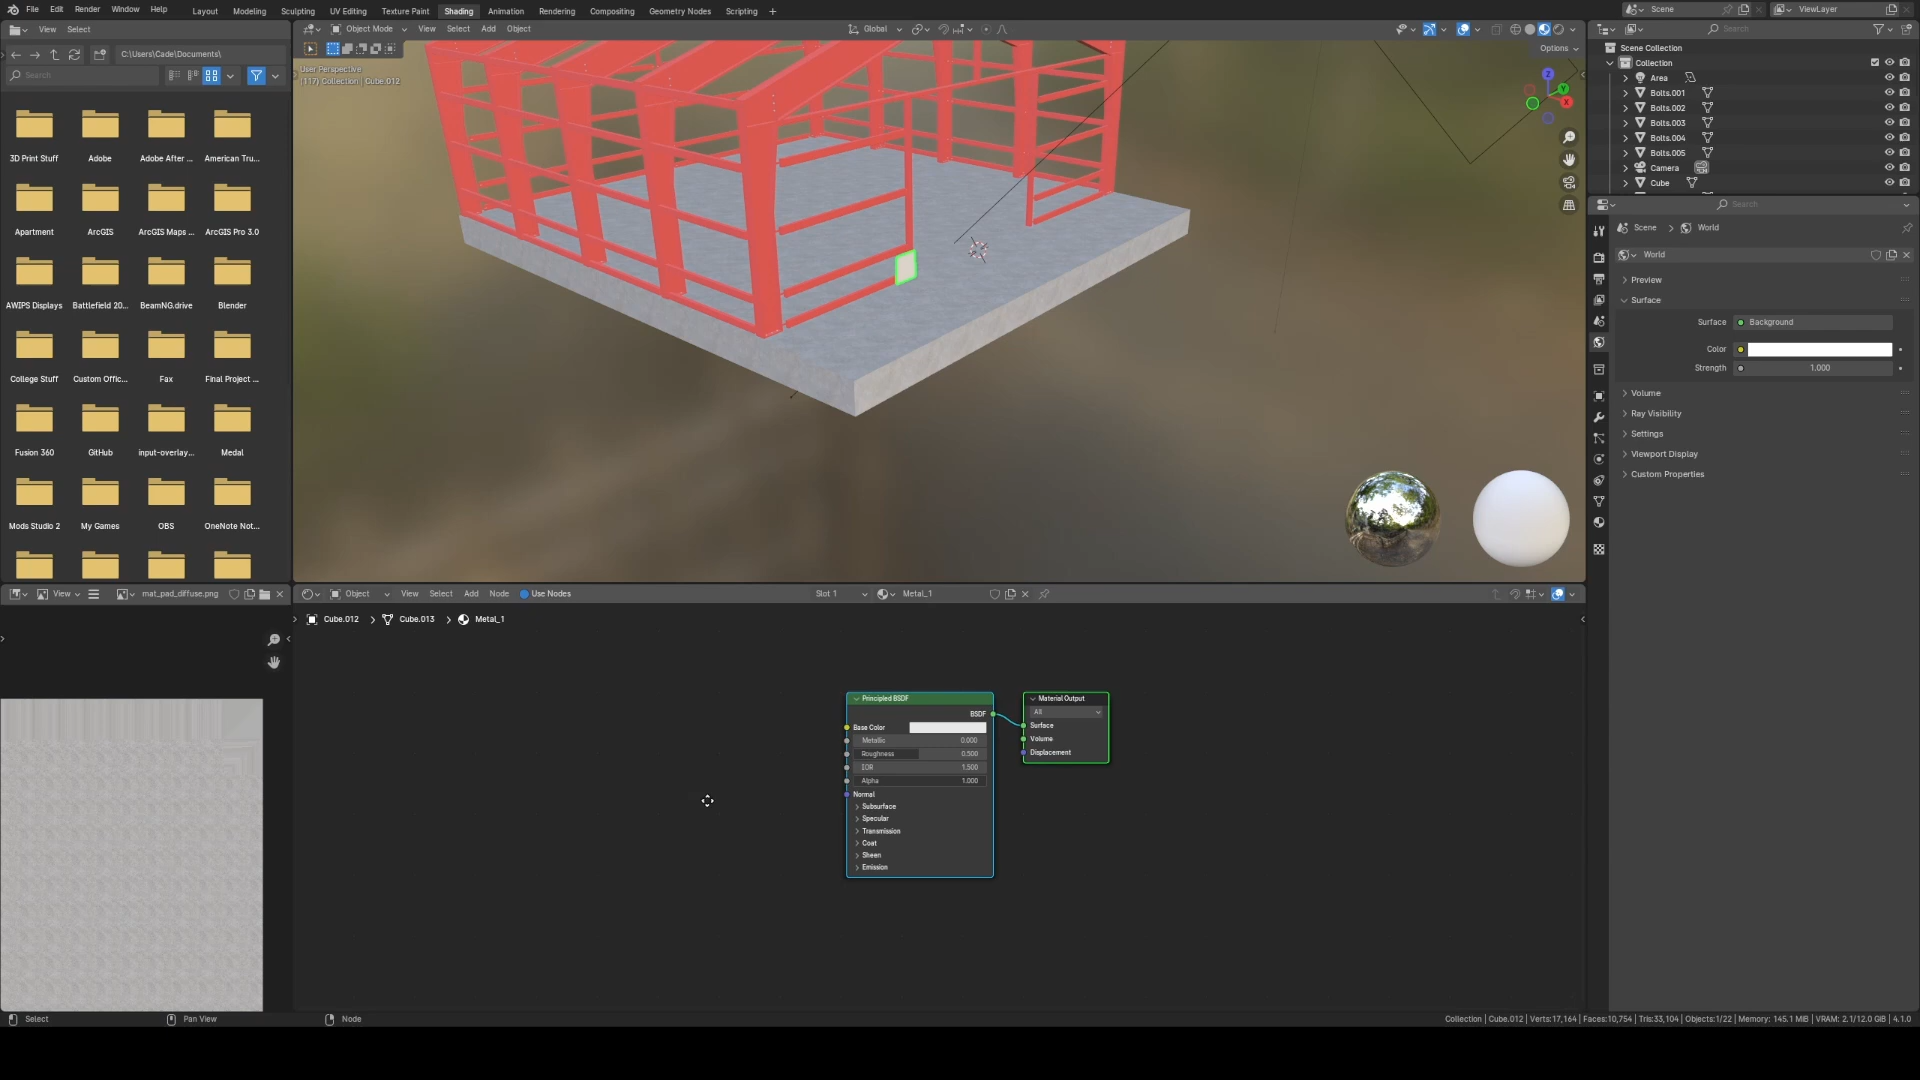 File Edit Render Window Help Layout Modeling Sculpting UV Editing Texture Paint Shading Animation Rendering Compositing Geometry Nodes Scripting + Scene ViewLayer
View Select
C:\Users\Cade\Documents\
Search
3D Print Stuff Adobe Adobe After ... American Tru...
Apartment ArcGIS ArcGIS Maps ... ArcGIS Pro 3.0
AWIPS Displays Battlefield 20... BeamNG.drive Blender
College Stuff Custom Offic... Fax Final Project ...
Fusion 360 GitHub input-overlay... Medal
Mods Studio 2 My Games OBS OneNote Not...
Object Mode View Select Add Object Global
Options
User Perspective
(117) Collection | Cube.012
Z
Y
X
Search
Scene Collection
Collection
Area
Bolts.001
Bolts.002
Bolts.003
Bolts.004
Bolts.005
Camera
Cube
Search
Scene > World
World
Preview
Surface
Surface Background
Color
Strength 1.000
Volume
Ray Visibility
Settings
Viewport Display
Custom Properties
View mat_pad_diffuse.png
Object View Select Add Node Use Nodes Slot 1 Metal_1
Cube.012 > Cube.013 > Metal_1
Principled BSDF
BSDF
Base Color
Metallic 0.000
Roughness 0.500
IOR 1.500
Alpha 1.000
Normal
Subsurface
Specular
Transmission
Coat
Sheen
Emission
Material Output
All
Surface
Volume
Displacement
Select Pan View Node Collection | Cube.012 | Verts:17,164 | Faces:10,754 | Tris:33,104 | Objects:1/22 | Memory: 145.1 MiB | VRAM: 2.1/12.0 GiB | 4.1.0